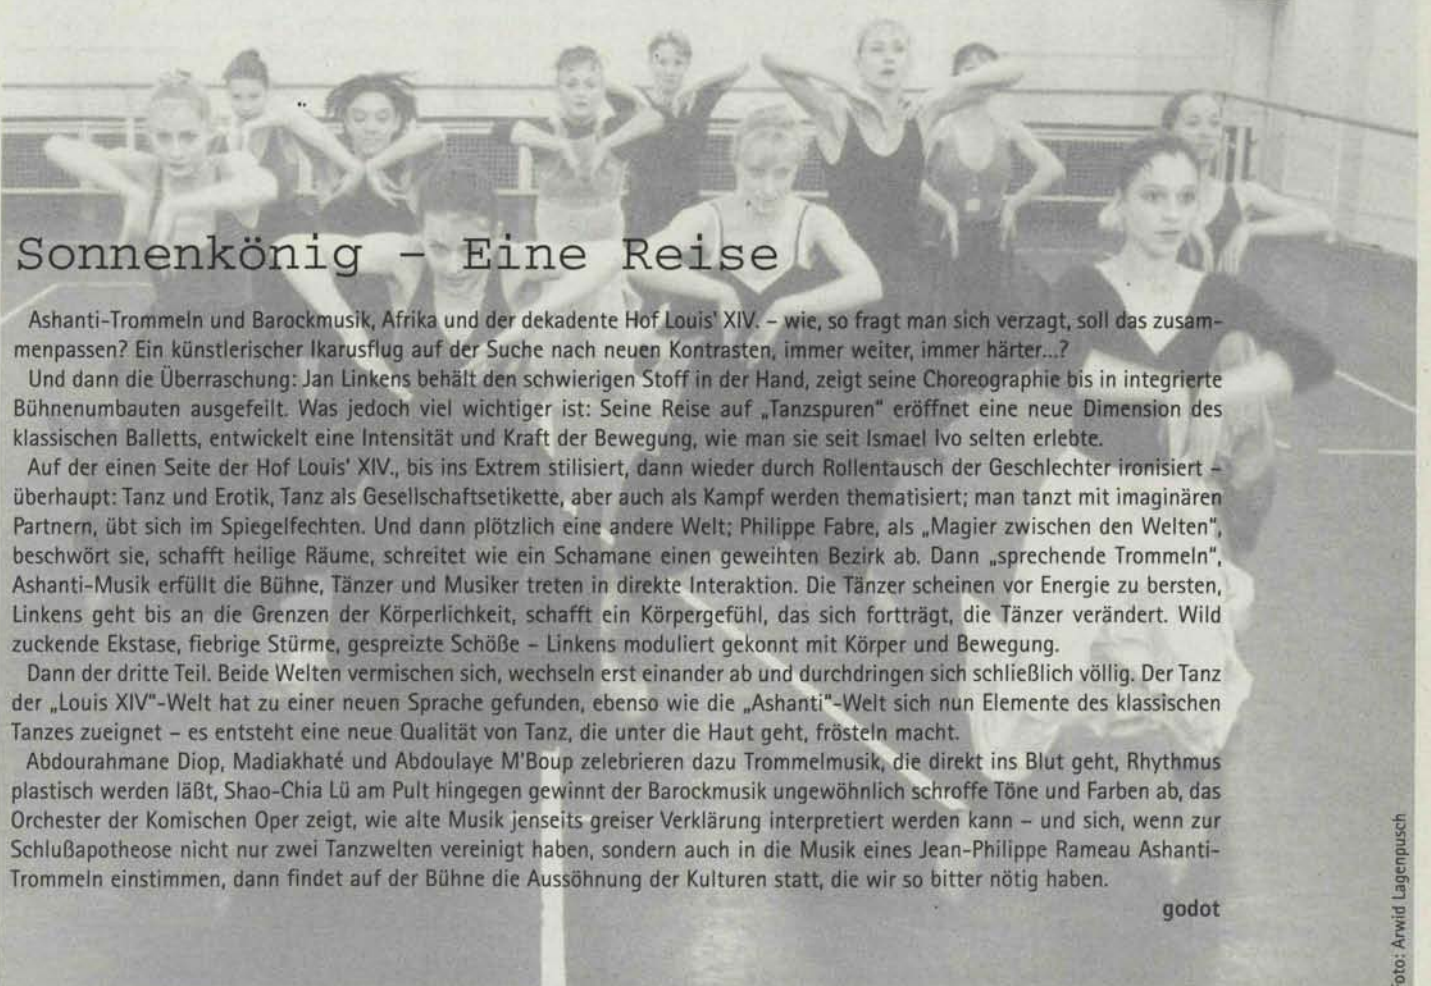 Sonnenkönig – Eine Reise
Ashanti-Trommeln und Barockmusik, Afrika und der dekadente Hof Louis' XIV. – wie, so fragt man sich verzagt, soll das zusam-
menpassen? Ein künstlerischer Ikarusflug auf der Suche nach neuen Kontrasten, immer weiter, immer härter...?
Und dann die Überraschung: Jan Linkens behält den schwierigen Stoff in der Hand, zeigt seine Choreographie bis in integrierte
Bühnenumbauten ausgefeilt. Was jedoch viel wichtiger ist: Seine Reise auf „Tanzspuren" eröffnet eine neue Dimension des
klassischen Balletts, entwickelt eine Intensität und Kraft der Bewegung, wie man sie seit Ismael Ivo selten erlebte.
Auf der einen Seite der Hof Louis' XIV., bis ins Extrem stilisiert, dann wieder durch Rollentausch der Geschlechter ironisiert –
überhaupt: Tanz und Erotik, Tanz als Gesellschaftsetikette, aber auch als Kampf werden thematisiert; man tanzt mit imaginären
Partnern, übt sich im Spiegelfechten. Und dann plötzlich eine andere Welt; Philippe Fabre, als „Magier zwischen den Welten",
beschwört sie, schafft heilige Räume, schreitet wie ein Schamane einen geweihten Bezirk ab. Dann „sprechende Trommeln",
Ashanti-Musik erfüllt die Bühne, Tänzer und Musiker treten in direkte Interaktion. Die Tänzer scheinen vor Energie zu bersten,
Linkens geht bis an die Grenzen der Körperlichkeit, schafft ein Körpergefühl, das sich fortträgt, die Tänzer verändert. Wild
zuckende Ekstase, fiebrige Stürme, gespreizte Schöße – Linkens moduliert gekonnt mit Körper und Bewegung.
Dann der dritte Teil. Beide Welten vermischen sich, wechseln erst einander ab und durchdringen sich schließlich völlig. Der Tanz
der „Louis XIV"-Welt hat zu einer neuen Sprache gefunden, ebenso wie die „Ashanti"-Welt sich nun Elemente des klassischen
Tanzes zueignet – es entsteht eine neue Qualität von Tanz, die unter die Haut geht, frösteln macht.
Abdourahmane Diop, Madiakhaté und Abdoulaye M'Boup zelebrieren dazu Trommelmusik, die direkt ins Blut geht, Rhythmus
plastisch werden läßt, Shao-Chia Lü am Pult hingegen gewinnt der Barockmusik ungewöhnlich schroffe Töne und Farben ab, das
Orchester der Komischen Oper zeigt, wie alte Musik jenseits greiser Verklärung interpretiert werden kann – und sich, wenn zur
Schlußapotheose nicht nur zwei Tanzwelten vereinigt haben, sondern auch in die Musik eines Jean-Philippe Rameau Ashanti-
Trommeln einstimmen, dann findet auf der Bühne die Aussöhnung der Kulturen statt, die wir so bitter nötig haben.
godot
oto: Arwid Lagenpusch